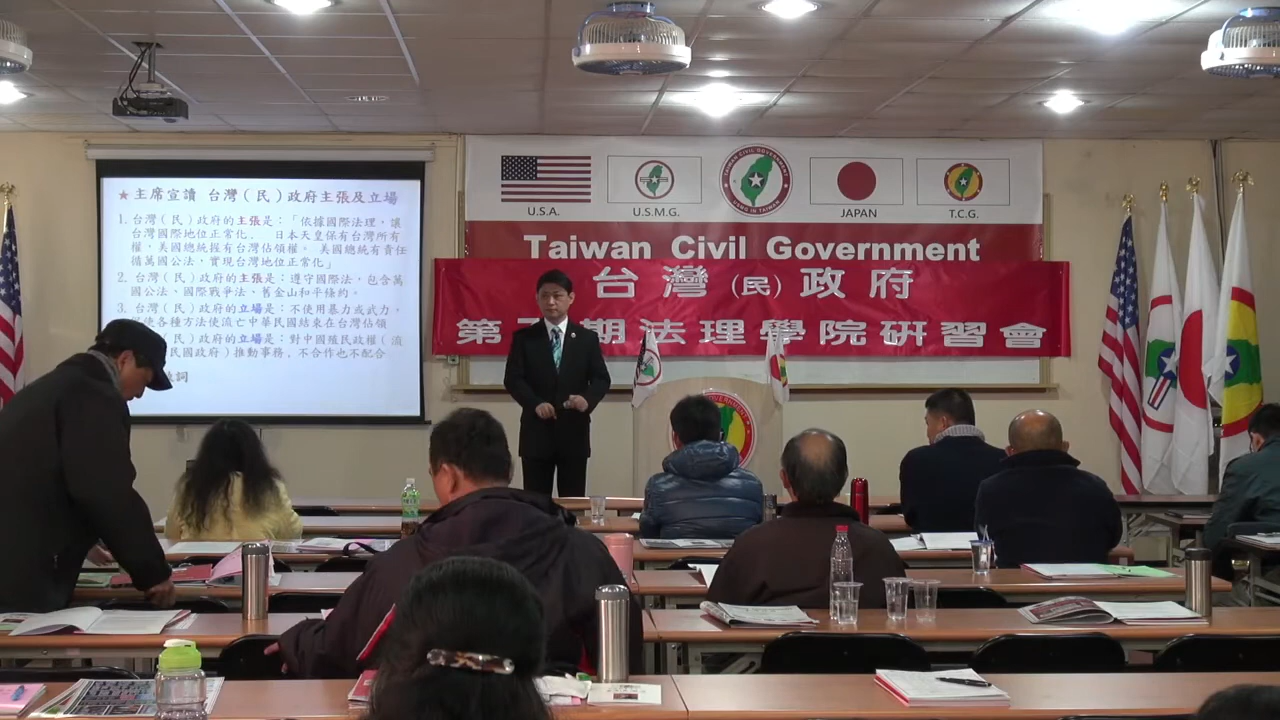 ★主席宣讀 台灣(民)政府主張及立場
1. 台灣(民)政府的主張是:「依據國際法理,讓
台灣國際地位正常化。 日本天皇保有台灣所有
權,美國總統握有台灣佔領權。 美國總統有責任
循萬國公法,實現台灣地位正常化」
2. 台灣(民)政府的主張是:遵守國際法,包含萬
國公法、國際戰爭法、舊金山和平條約。
3. 台灣(民)政府的立場是:不使用暴力或武力,
各種方法使流亡中華民國結束在台灣佔領
民)政府的立場是:對中國殖民政權(流
民國政府)推動事務,不合作也不配合
詞
TAIWAN CIVIL GOVERNMENT
U.S.A.
U.S.M.G.
JAPAN
T.C.G.
Taiwan Civil Government
台灣(民)政府
第 期法理學院研習會